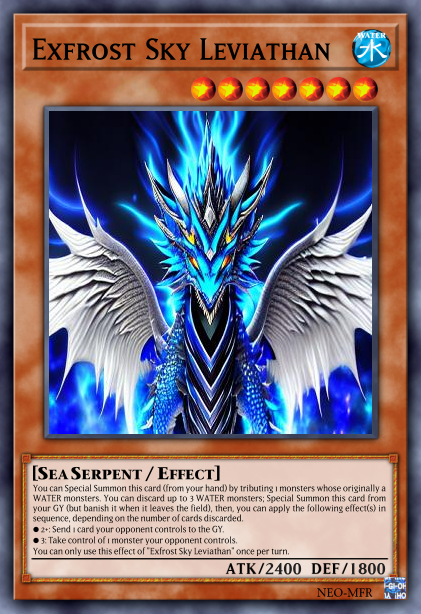 Exfrost Sky Leviathan
WATER
水
[Sea Serpent / Effect]
You can Special Summon this card (from your hand) by tributing 1 monsters whose originally a
WATER monsters. You can discard up to 3 WATER monsters; Special Summon this card from
your GY (but banish it when it leaves the field), then, you can apply the following effect(s) in
sequence, depending on the number of cards discarded.
● 2+: Send 1 card your opponent controls to the GY.
● 3: Take control of 1 monster your opponent controls.
You can only use this effect of "Exfrost Sky Leviathan" once per turn.
ATK/2400 DEF/1800
NEO-MFR